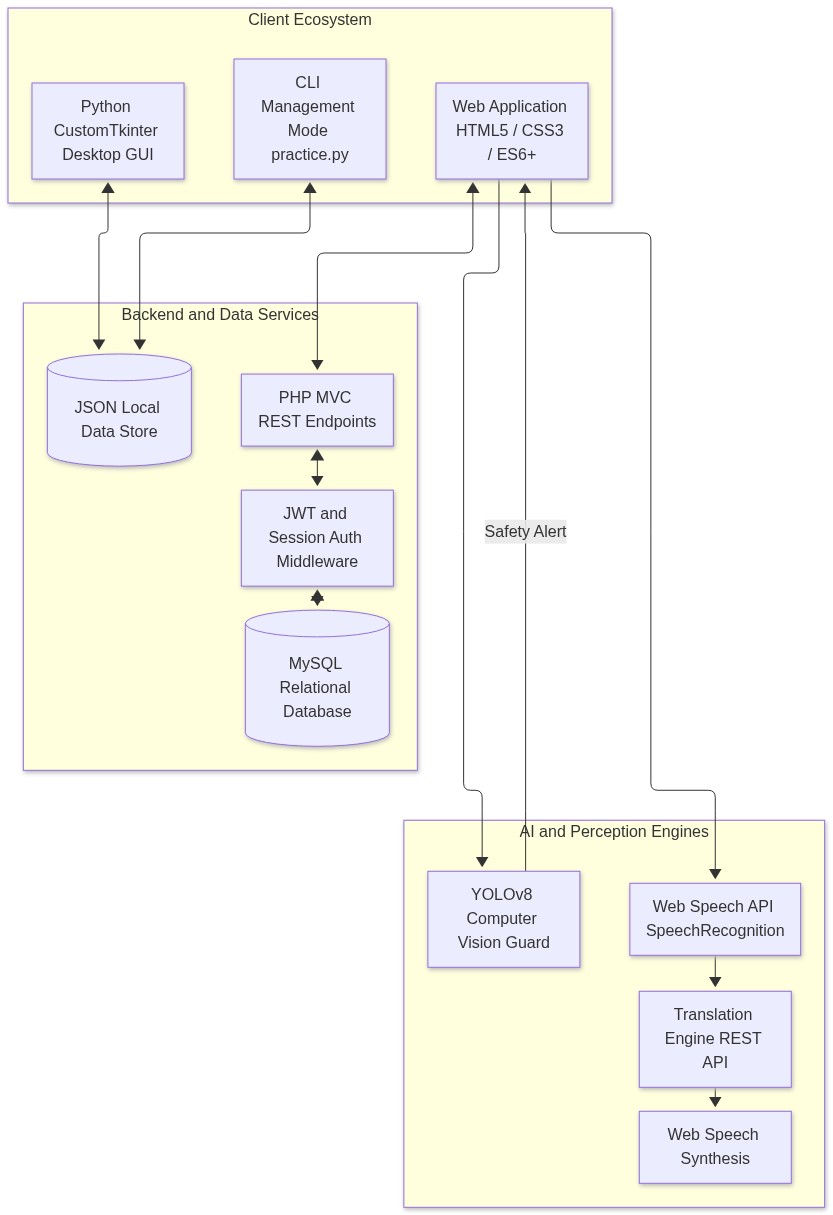 Client Ecosystem
Python
CustomTkinter
Desktop GUI
CLI
Management
Mode
practice.py
Web Application
HTML5 / CSS3
/ ES6+
Backend and Data Services
JSON Local
Data Store
PHP MVC
REST Endpoints
JWT and
Session Auth
Middleware
MySQL
Relational
Database
Safety Alert
AI and Perception Engines
YOLOv8
Computer
Vision Guard
Web Speech API
SpeechRecognition
Translation
Engine REST
API
Web Speech
Synthesis